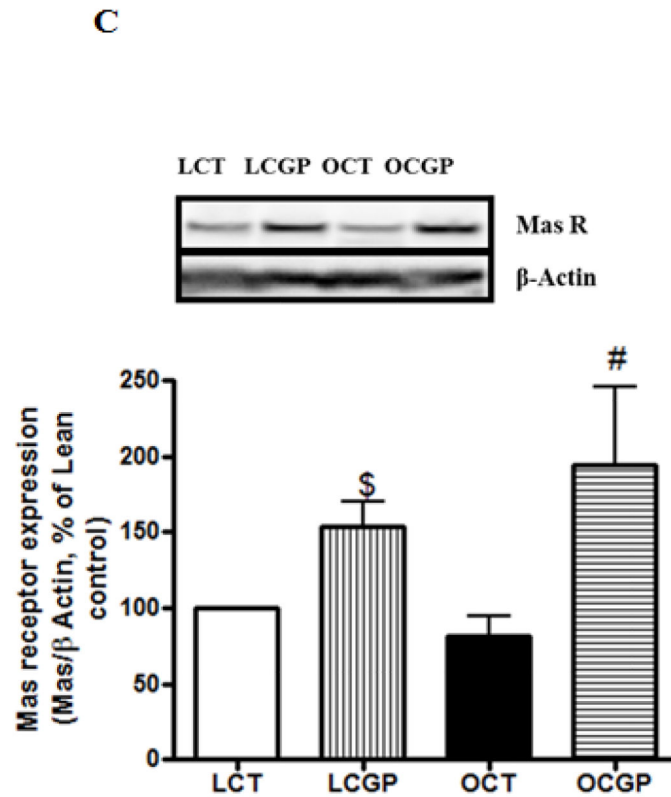 C
LCT LCGP OCT OCGP
Mas R
β-Actin
Mas receptor expression
(Mas/β Actin, % of Lean
control)
250
200
150
100
50
0
$
#
LCT LCGP OCT OCGP